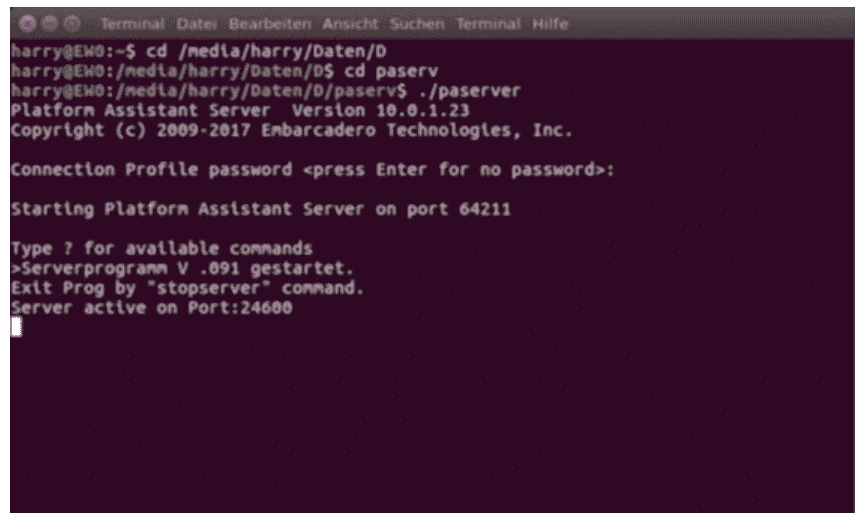 Terminal Datei Bearbeiten Ansicht Suchen Terminal Hilfe
harry@EW0:~$ cd /media/harry/Daten/D
harry@EW0:/media/harry/Daten/D$ cd paserv
harry@EW0:/media/harry/Daten/D/paserv$ ./paserver
Platform Assistant Server  Version 10.0.1.23
Copyright (c) 2009-2017 Embarcadero Technologies, Inc.
Connection Profile password <press Enter for no password>:
Starting Platform Assistant Server on port 64211
Type ? for available commands
>Serverprogramm V .091 gestartet.
Exit Prog by "stopserver" command.
Server active on Port:24600